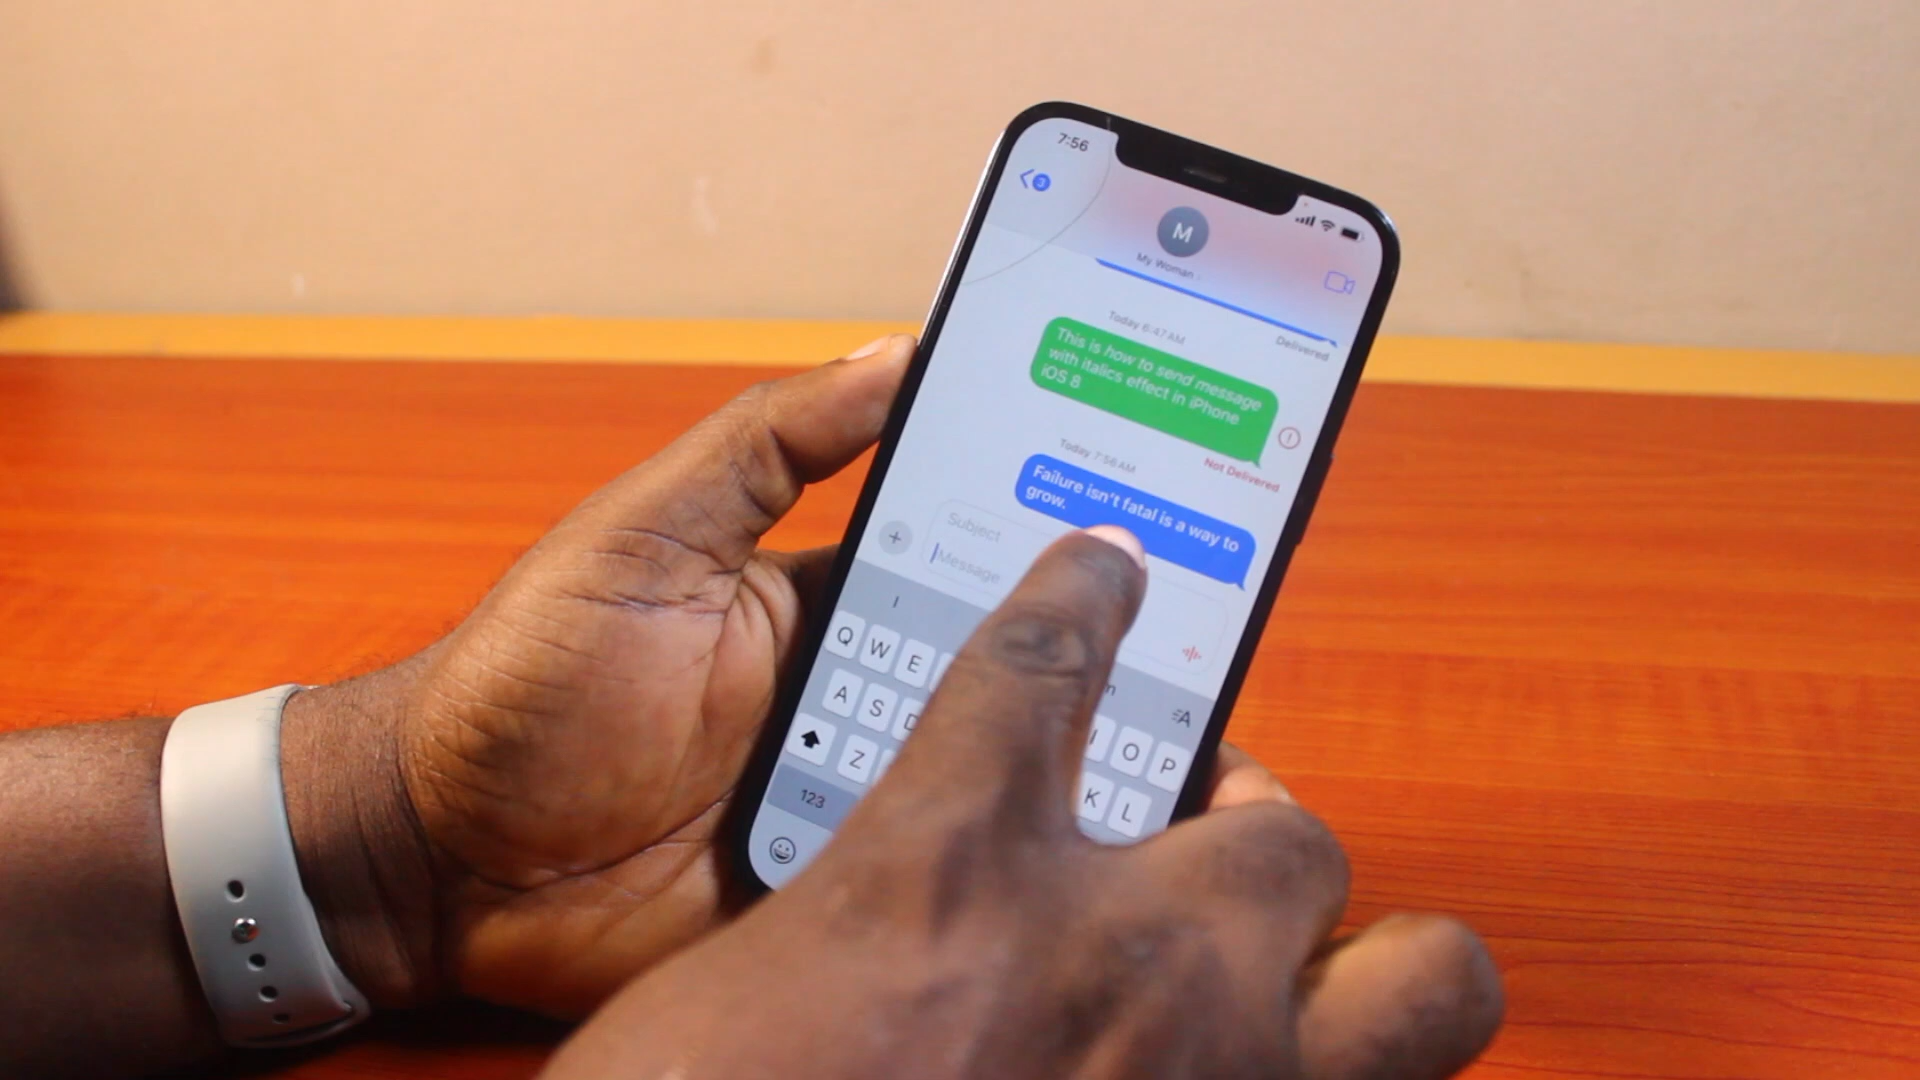 7:56
3
M
My Woman
Delivered
Today 6:47 AM
This is how to send message
with italics effect in iPhone
iOS 8
Not Delivered
Today 7:56 AM
Failure isn't fatal is a way to
grow.
Subject
Message
I
Q W E
I O P
A S D
K L
Z
123